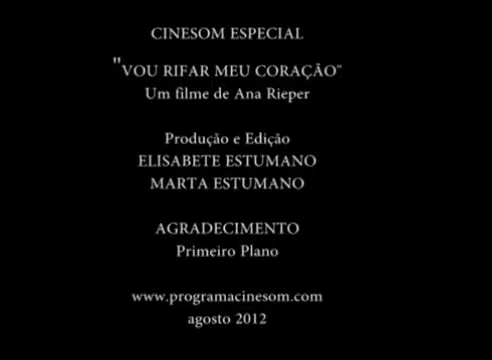 CINESOM ESPECIAL
"VOU RIFAR MEU CORAÇÃO"
Um filme de Ana Rieper
Produção e Edição
ELISABETE ESTUMANO
MARTA ESTUMANO
AGRADECIMENTO
Primeiro Plano
www.programacinesom.com
agosto 2012